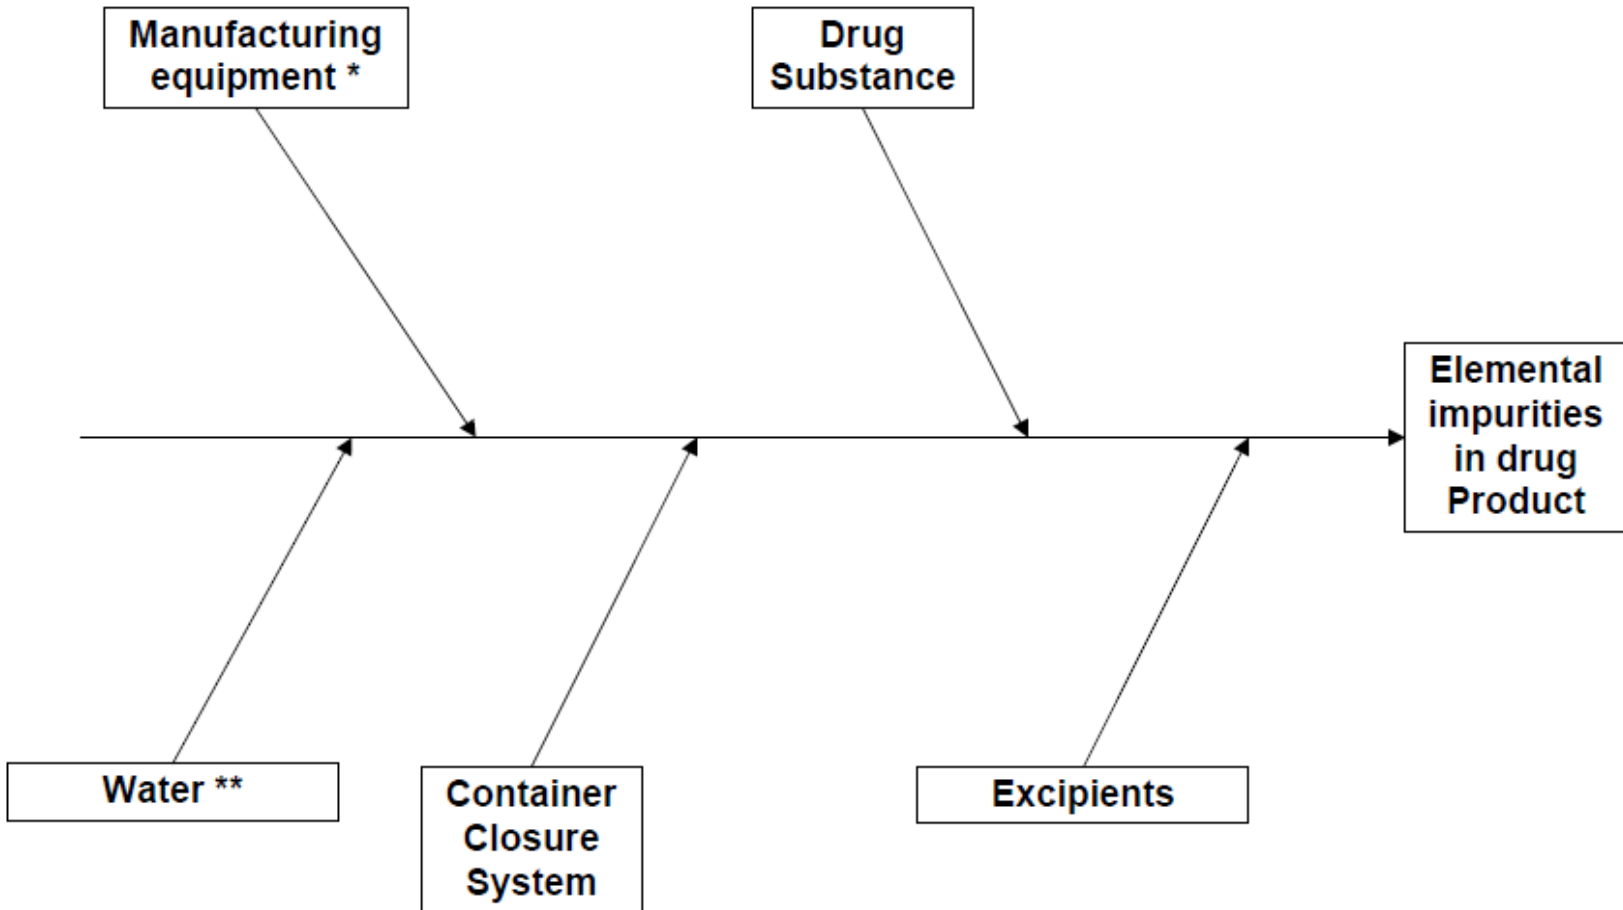 Manufacturing
equipment *
Drug
Substance
Elemental
impurities
in drug
Product
Water **
Container
Closure
System
Excipients